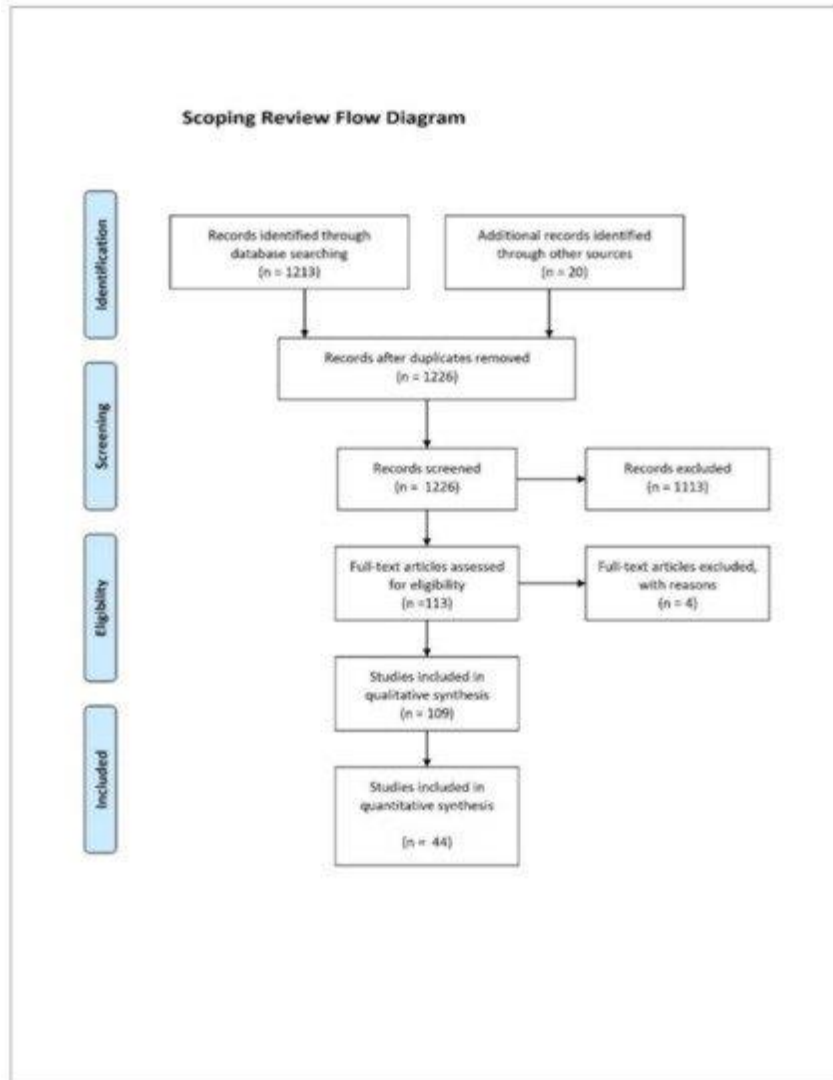 Scoping Review Flow Diagram
Identification
Records identified through
database searching
(n = 1213)
Additional records identified
through other sources
(n = 20)
Records after duplicates removed
(n = 1226)
Screening
Records screened
(n = 1226)
Records excluded
(n = 1113)
Eligibility
Full-text articles assessed
for eligibility
(n =113)
Full-text articles excluded,
with reasons
(n = 4)
Studies included in
qualitative synthesis
(n = 109)
Included
Studies included in
quantitative synthesis
(n = 44)